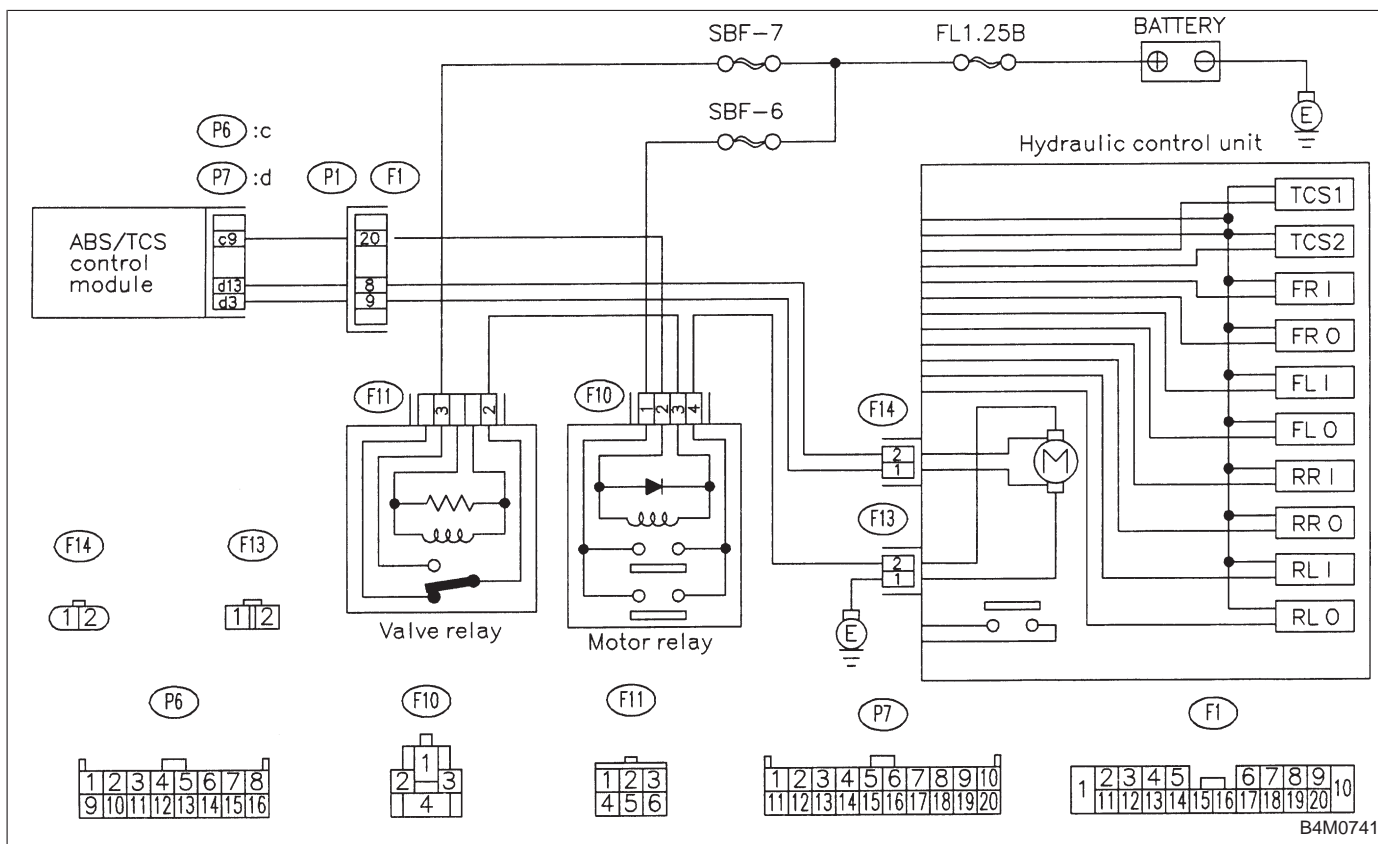 SBF-7
FL1.25B
BATTERY
SBF-6
E
P6 :c
P7 :d
P1
F1
Hydraulic control unit
ABS/TCS
control
module
c9
d13
d3
20
8
9
TCS1
TCS2
FR I
FR O
FL I
FL O
RR I
RR O
RL I
RL O
F11
3
2
F10
1
2
3
4
F14
2
1
M
F13
2
1
E
F14
1 2
F13
1 2
Valve relay
Motor relay
P6
1 2 3 4 5 6 7 8
9 10 11 12 13 14 15 16
F10
1
2 3
4
F11
1 2 3
4 5 6
P7
1 2 3 4 5 6 7 8 9 10
11 12 13 14 15 16 17 18 19 20
F1
1 2 3 4 5 6 7 8 9 10
11 12 13 14 15 16 17 18 19 20
B4M0741